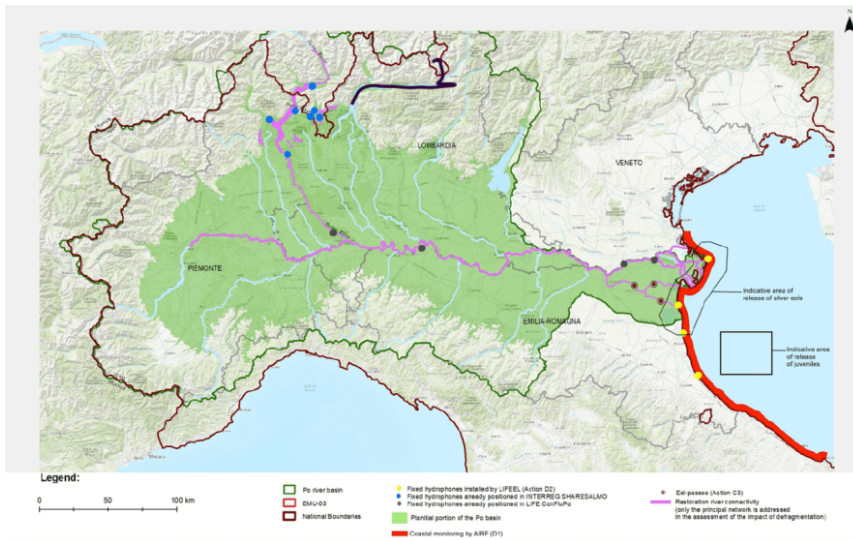 N
LOMBARDIA
VENETO
PIEMONTE
EMILIA-ROMAGNA
Indicative area of
release of silver eels
Indicative area
of release
of juveniles
Legend:
0 50 100 km
Po river basin
EMU-03
National Boundaries
Fixed hydrophones installed by LIFEEL (Action D2)
Fixed hydrophones already positioned in INTERREG SHARESALMO
Fixed hydrophones already positioned in LIFE ConFluPo
Planitial portion of the Po basin
Coastal monitoring by AIRF (D1)
Eel-passes (Action C3)
Restoration river connectivity
(only the principal network is addressed
in the assessment of the impact of defragmentation)